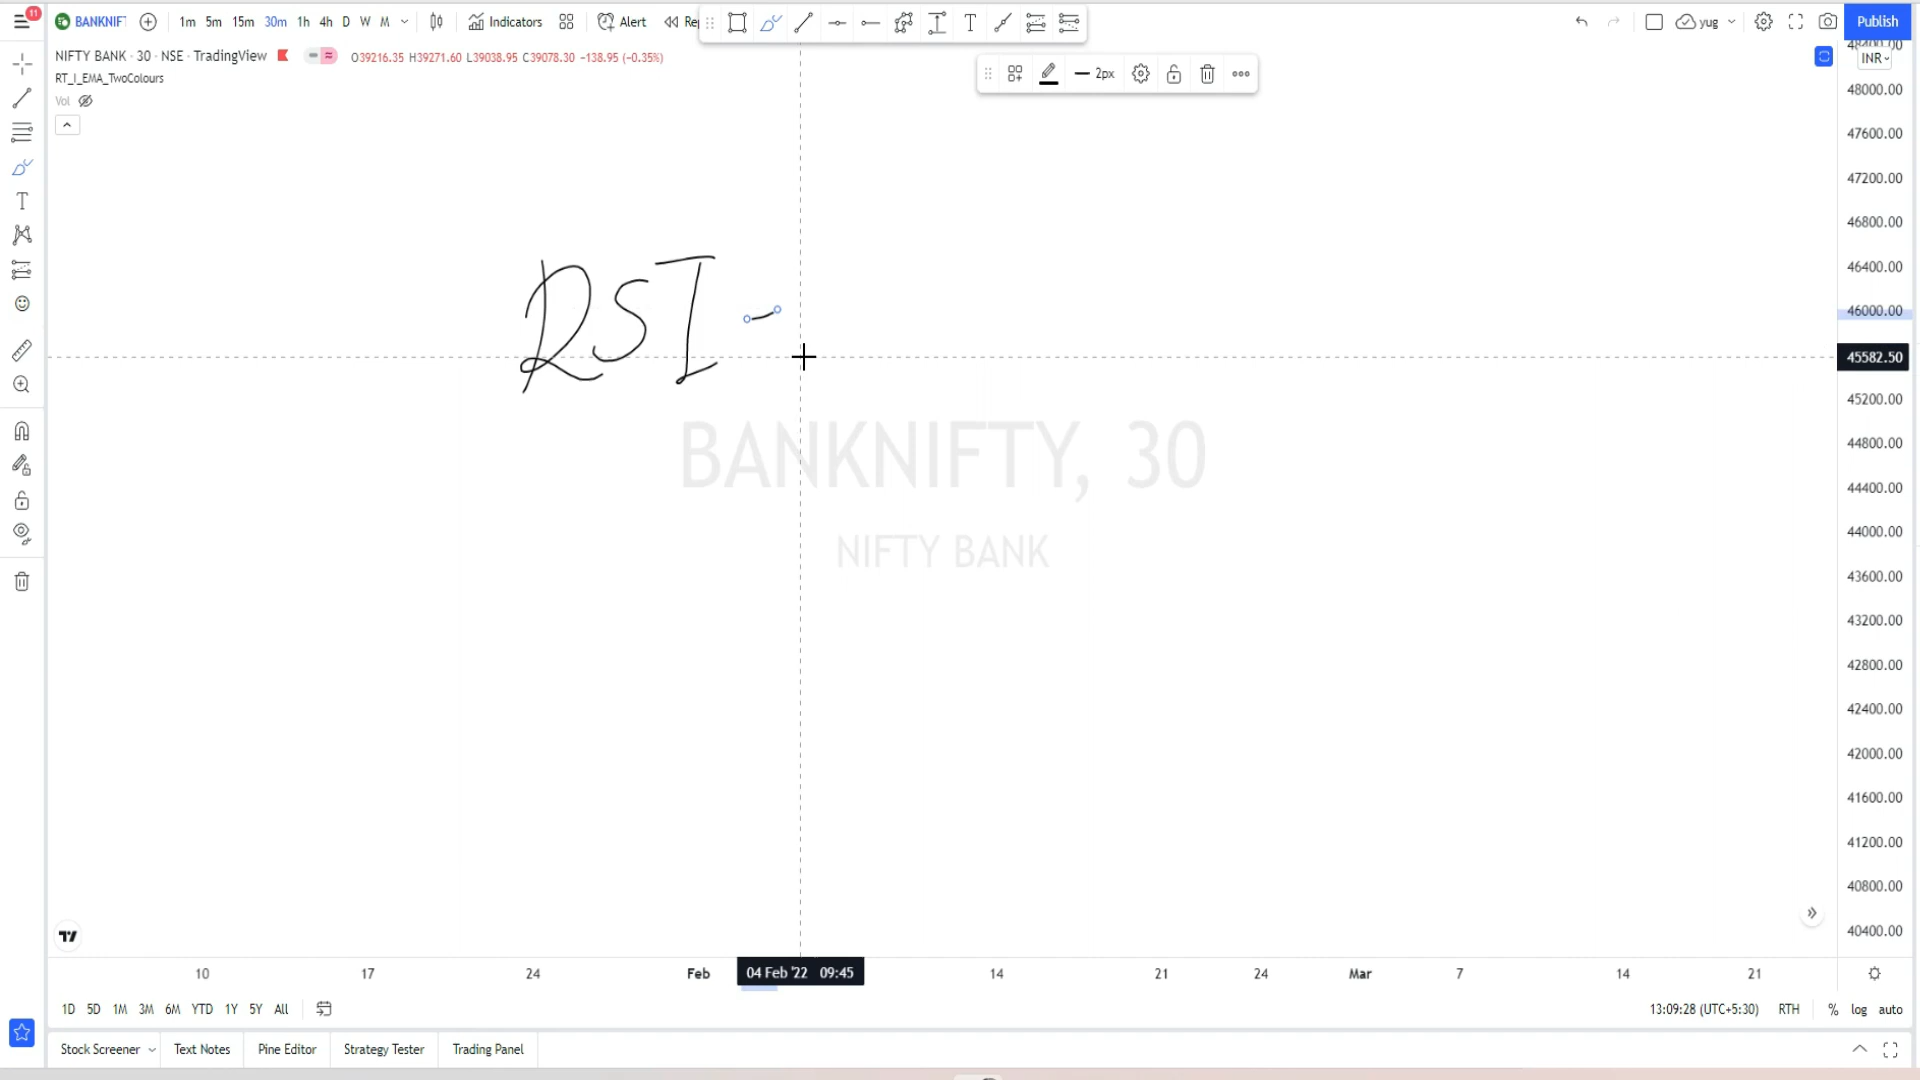 11
BANKNIFT 1m 5m 15m 30m 1h 4h D W M Indicators Alert Re 2px yug Publish
NIFTY BANK · 30 · NSE · TradingView O39216.35 H39271.60 L39038.95 C39078.30 −138.95 (−0.35%)
RT_I_EMA_TwoColours
Vol
INR
48000.00
47600.00
47200.00
46800.00
46400.00
46000.00
45582.50
45200.00
44800.00
44400.00
44000.00
43600.00
43200.00
42800.00
42400.00
42000.00
41600.00
41200.00
40800.00
40400.00
RSI -
BANKNIFTY, 30
NIFTY BANK
10 17 24 Feb 04 Feb '22 09:45 14 21 24 Mar 7 14 21
1D 5D 1M 3M 6M YTD 1Y 5Y All 13:09:28 (UTC+5:30) RTH % log auto
Stock Screener Text Notes Pine Editor Strategy Tester Trading Panel